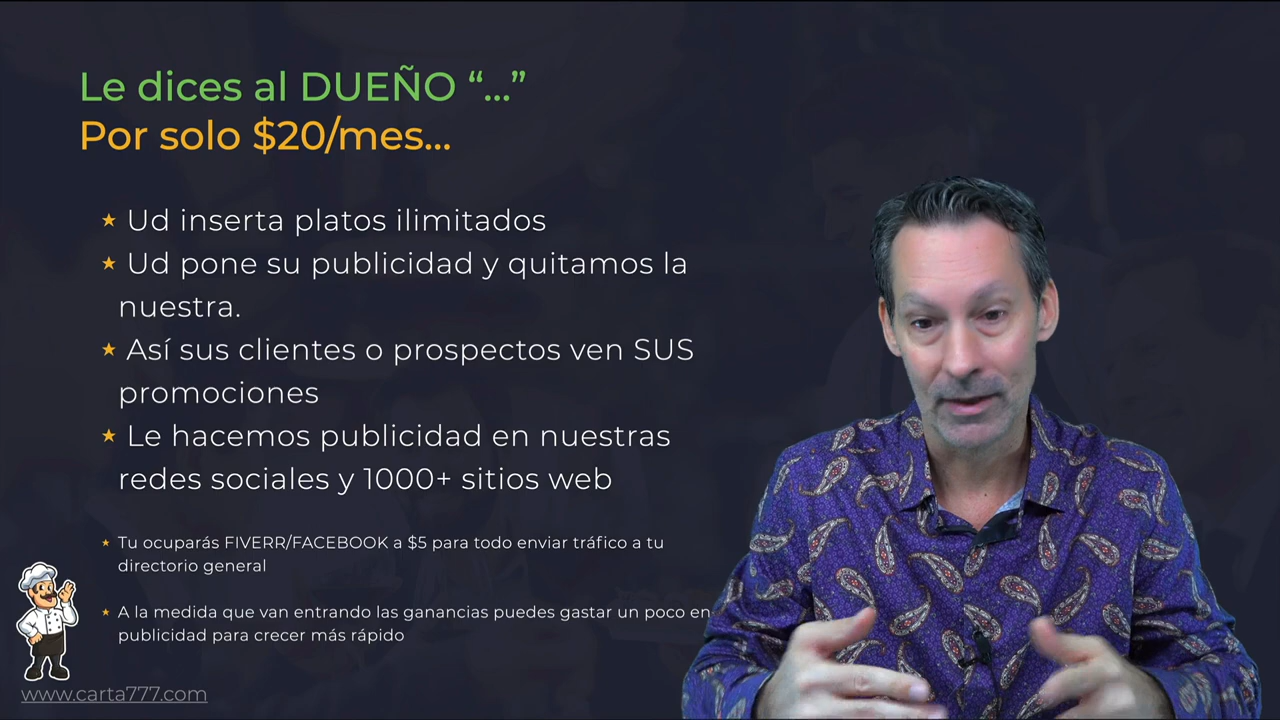 Le dices al DUEÑO “...”
Por solo $20/mes...
★ Ud inserta platos ilimitados
★ Ud pone su publicidad y quitamos la
nuestra.
★ Así sus clientes o prospectos ven SUS
promociones
★ Le hacemos publicidad en nuestras
redes sociales y 1000+ sitios web
★ Tu ocuparás FIVERR/FACEBOOK a $5 para todo enviar tráfico a tu
directorio general
★ A la medida que van entrando las ganancias puedes gastar un poco en
publicidad para crecer más rápido
www.carta777.com